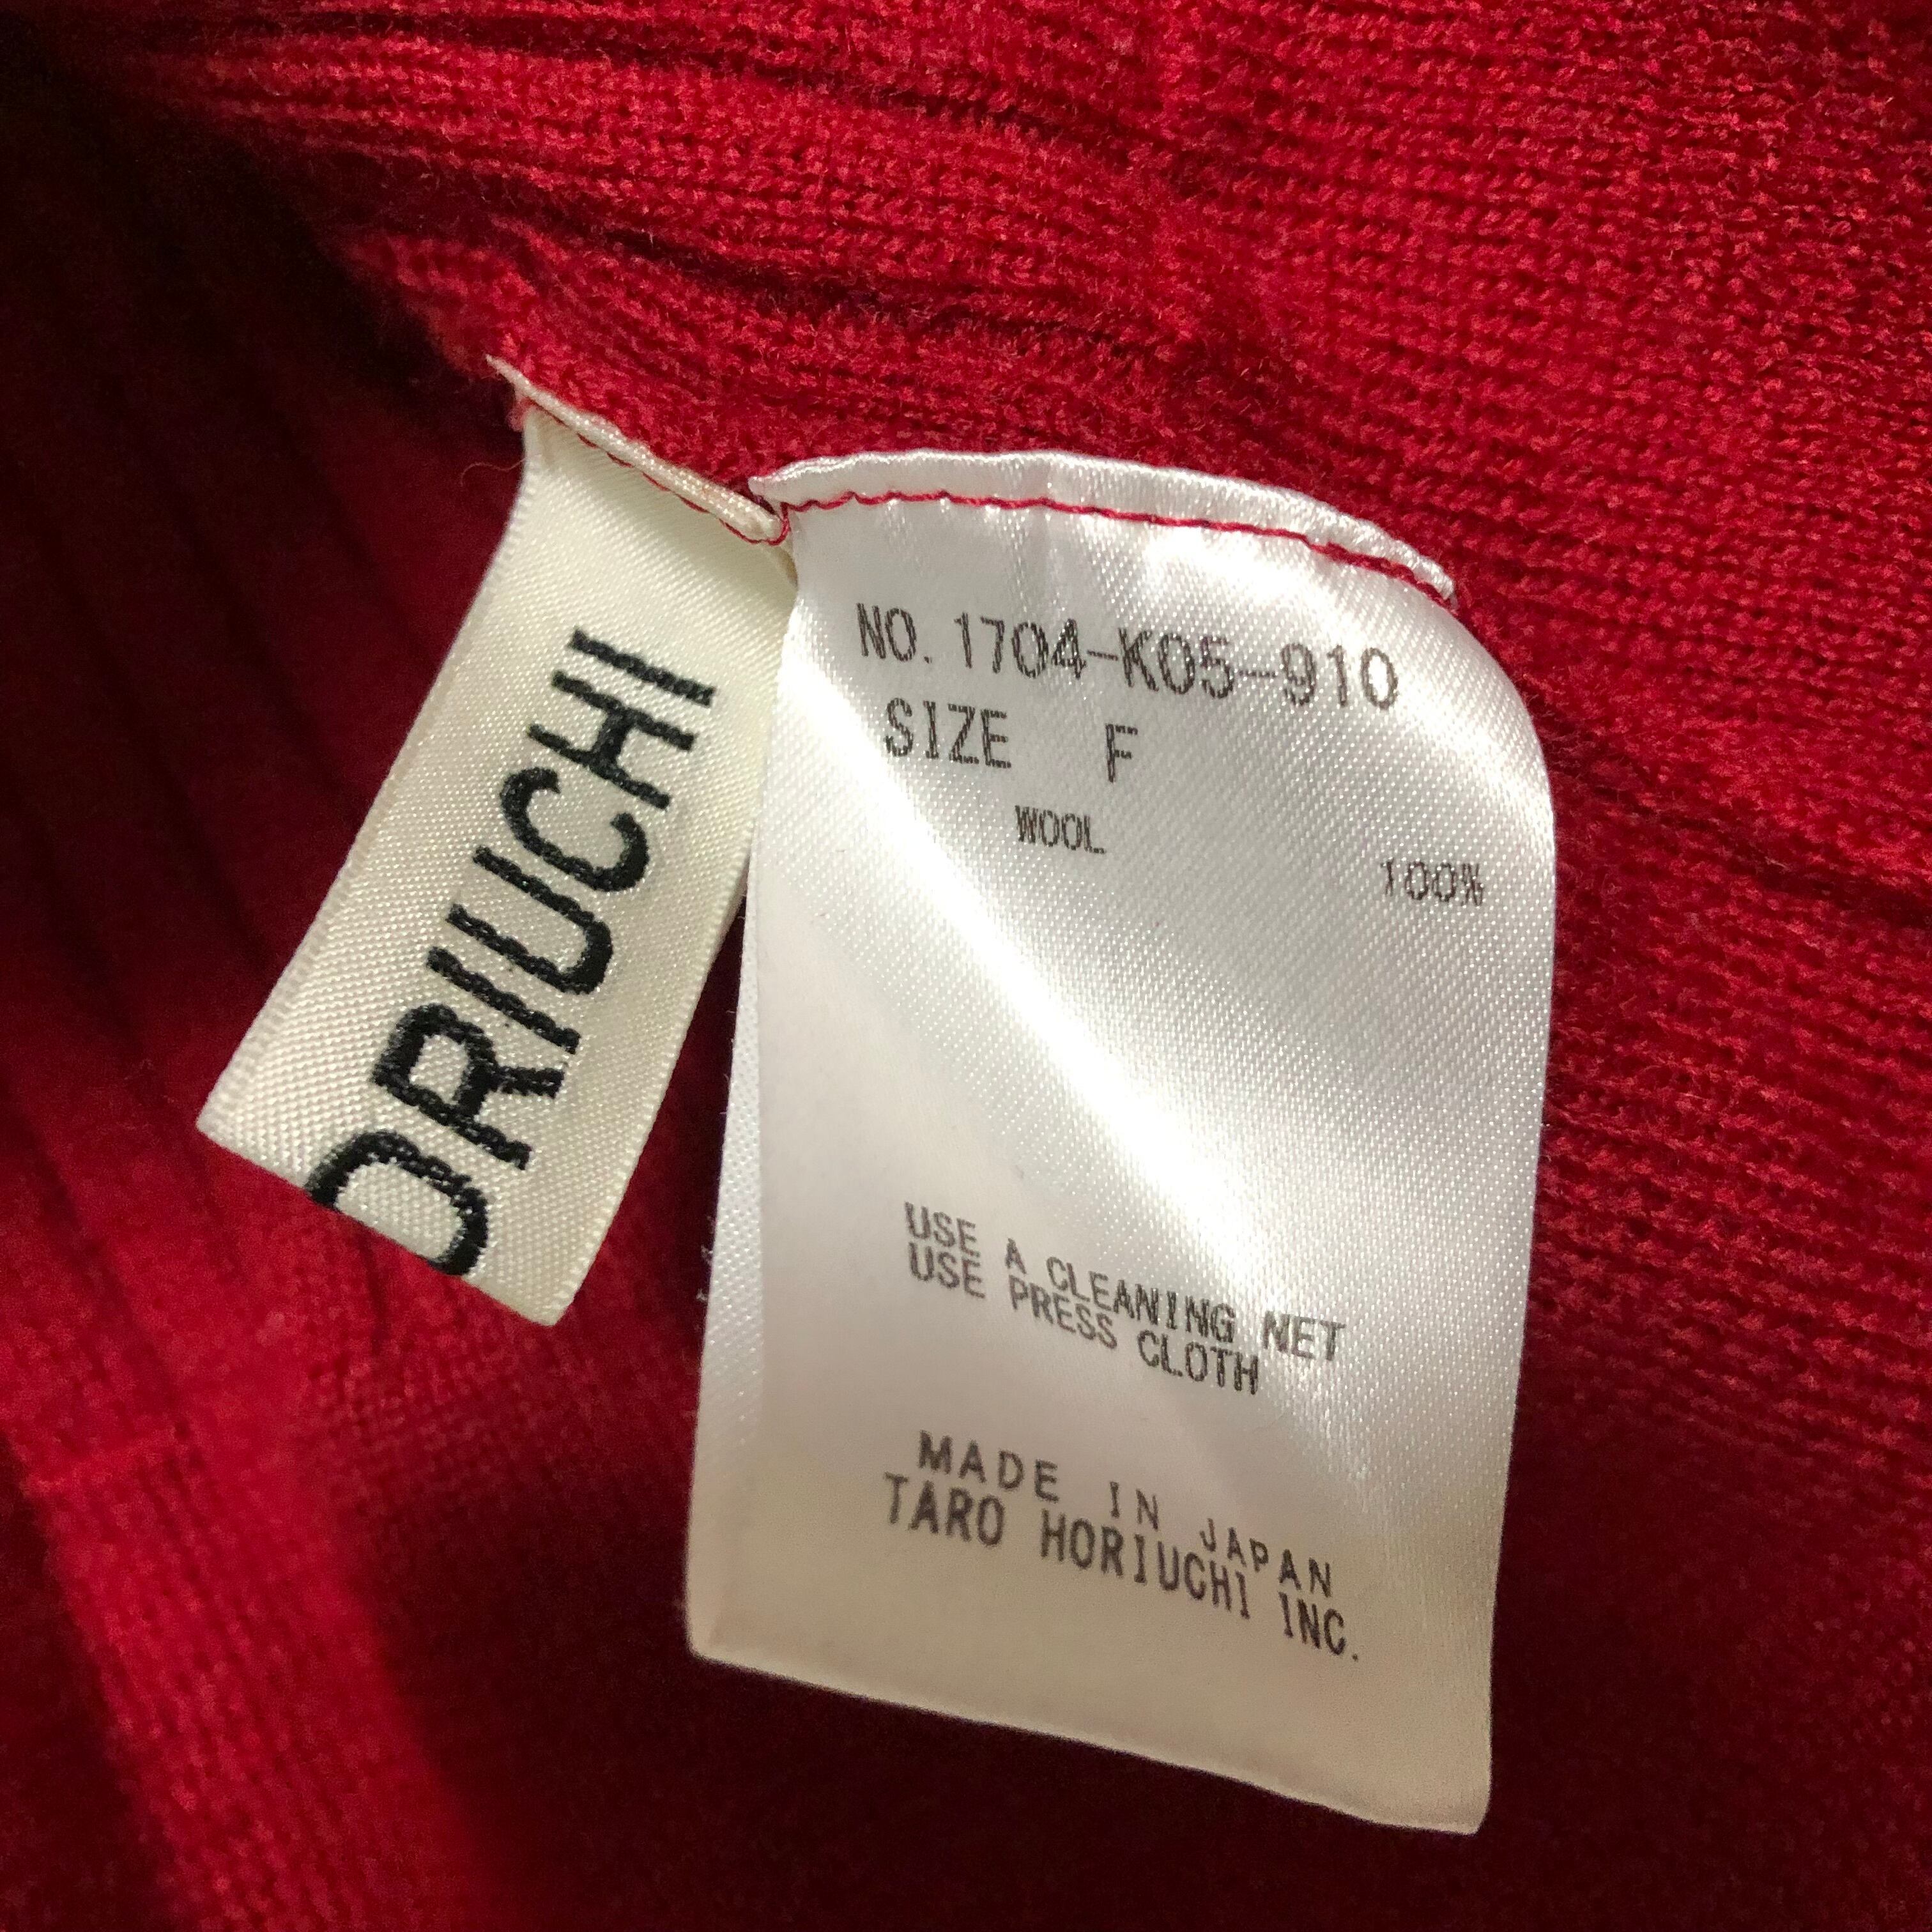 ORIUCHI
NO. 1704-K05-910
SIZE F
WOOL
100%
USE A CLEANING NET
USE PRESS CLOTH
MADE IN JAPAN
TARO HORIUCHI INC.